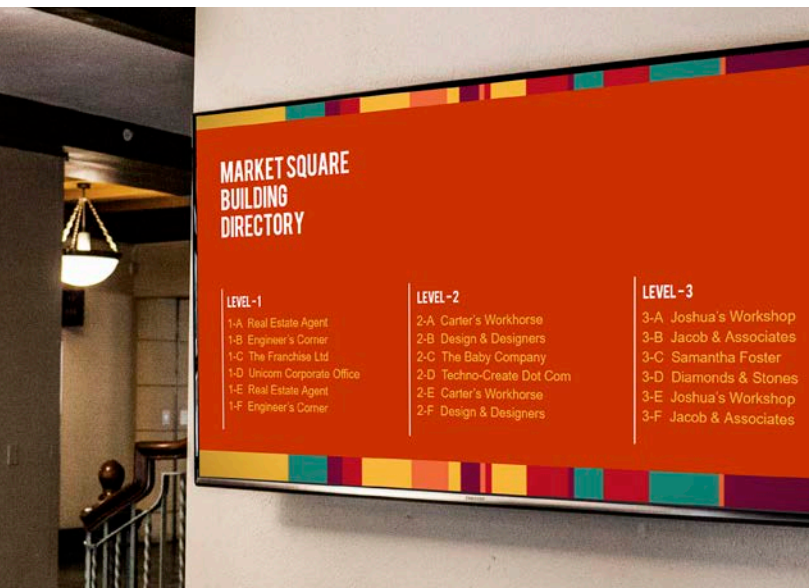 MARKET SQUARE
BUILDING
DIRECTORY
LEVEL - 1
1-A Real Estate Agent
1-B Engineer's Corner
1-C The Franchise Ltd
1-D Unicorn Corporate Office
1-E Real Estate Agent
1-F Engineer's Corner
LEVEL - 2
2-A Carter's Workhorse
2-B Design & Designers
2-C The Baby Company
2-D Techno-Create Dot Com
2-E Carter's Workhorse
2-F Design & Designers
LEVEL - 3
3-A Joshua's Workshop
3-B Jacob & Associates
3-C Samantha Foster
3-D Diamonds & Stones
3-E Joshua's Workshop
3-F Jacob & Associates